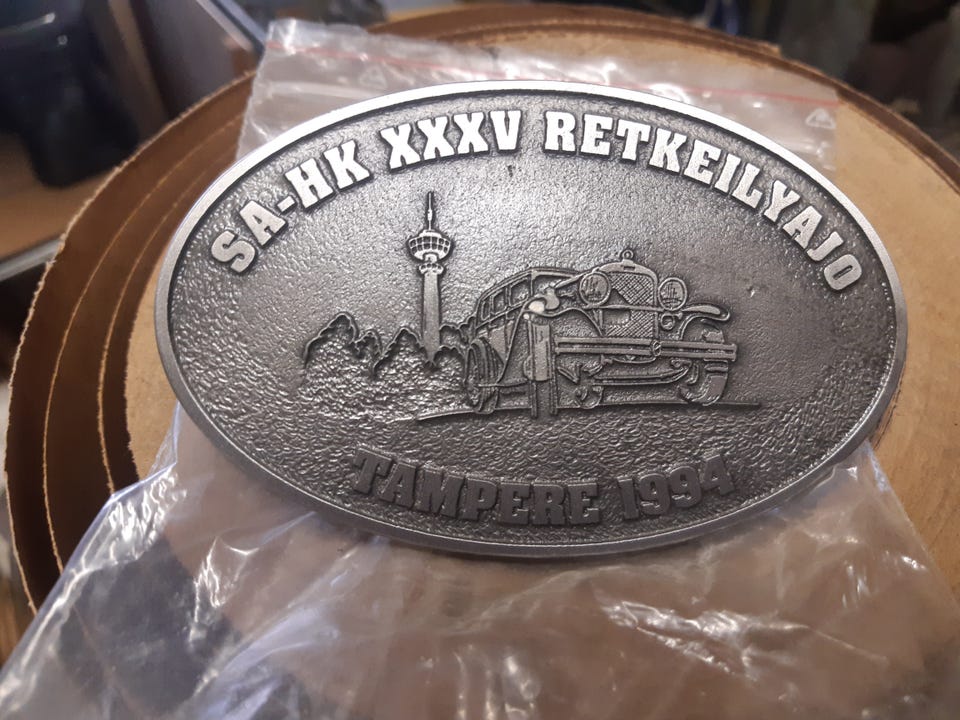 SA-HK XXXV RETKEILYAJO
TAMPERE 1994